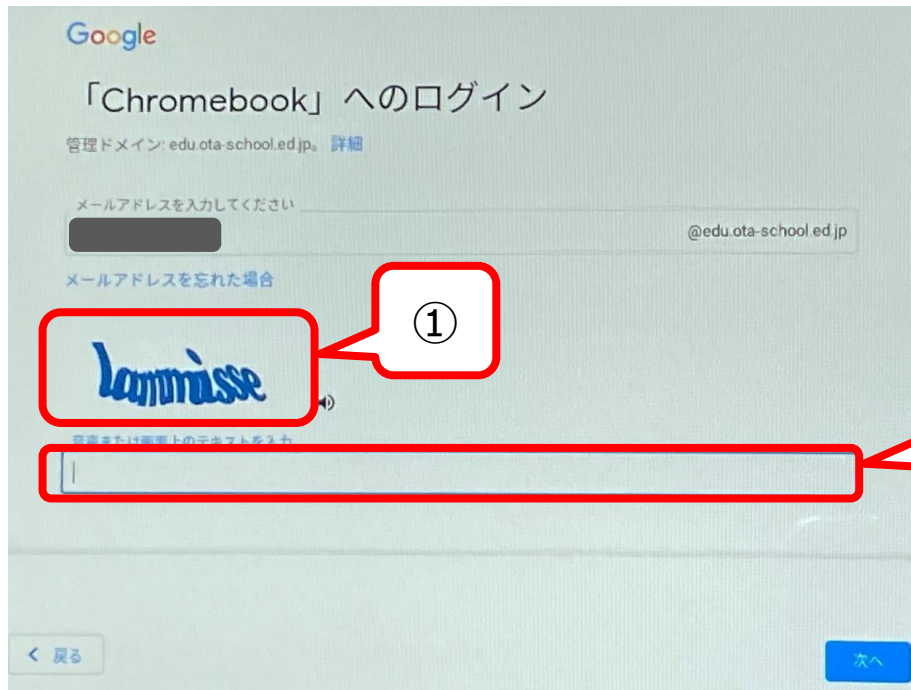 Google
「Chromebook」へのログイン
管理ドメイン: edu.ota-school.ed.jp。 詳細
メールアドレスを入力してください
@edu.ota-school.ed.jp
メールアドレスを忘れた場合
①
音声または画面上のテキストを入力
戻る
次へ